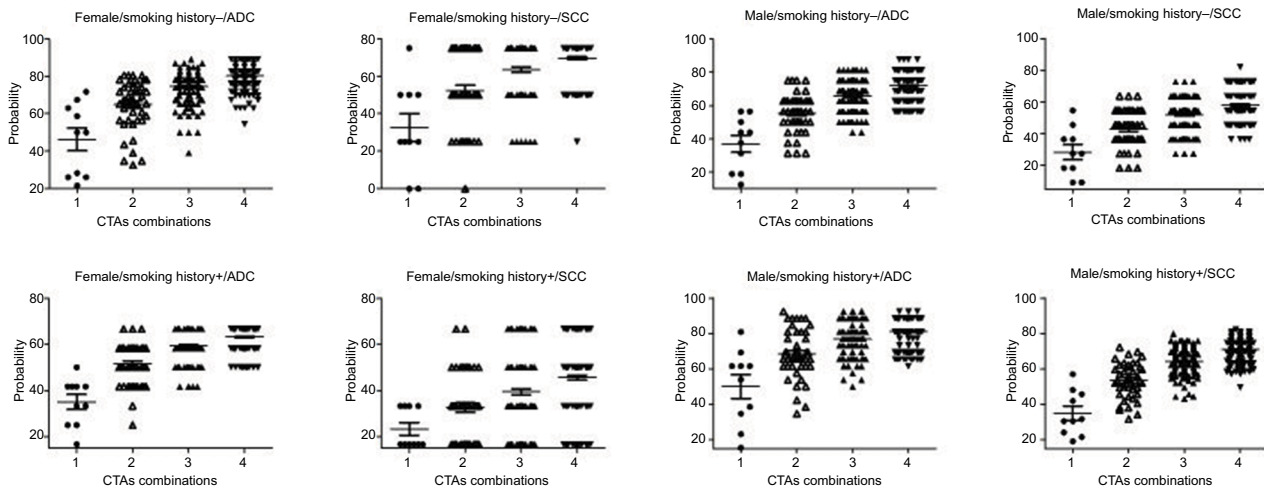 Female/smoking history–/ADC
100
80
60
40
20
Probability
1 2 3 4
CTAs combinations
Female/smoking history–/SCC
80
60
40
20
0
Probability
1 2 3 4
CTAs combinations
Male/smoking history–/ADC
100
80
60
40
20
Probability
1 2 3 4
CTAs combinations
Male/smoking history–/SCC
100
80
60
40
20
Probability
1 2 3 4
CTAs combinations
Female/smoking history+/ADC
80
60
40
20
Probability
1 2 3 4
CTAs combinations
Female/smoking history+/SCC
80
60
40
20
Probability
1 2 3 4
CTAs combinations
Male/smoking history+/ADC
100
80
60
40
20
Probability
1 2 3 4
CTAs combinations
Male/smoking history+/SCC
100
80
60
40
20
Probability
1 2 3 4
CTAs combinations